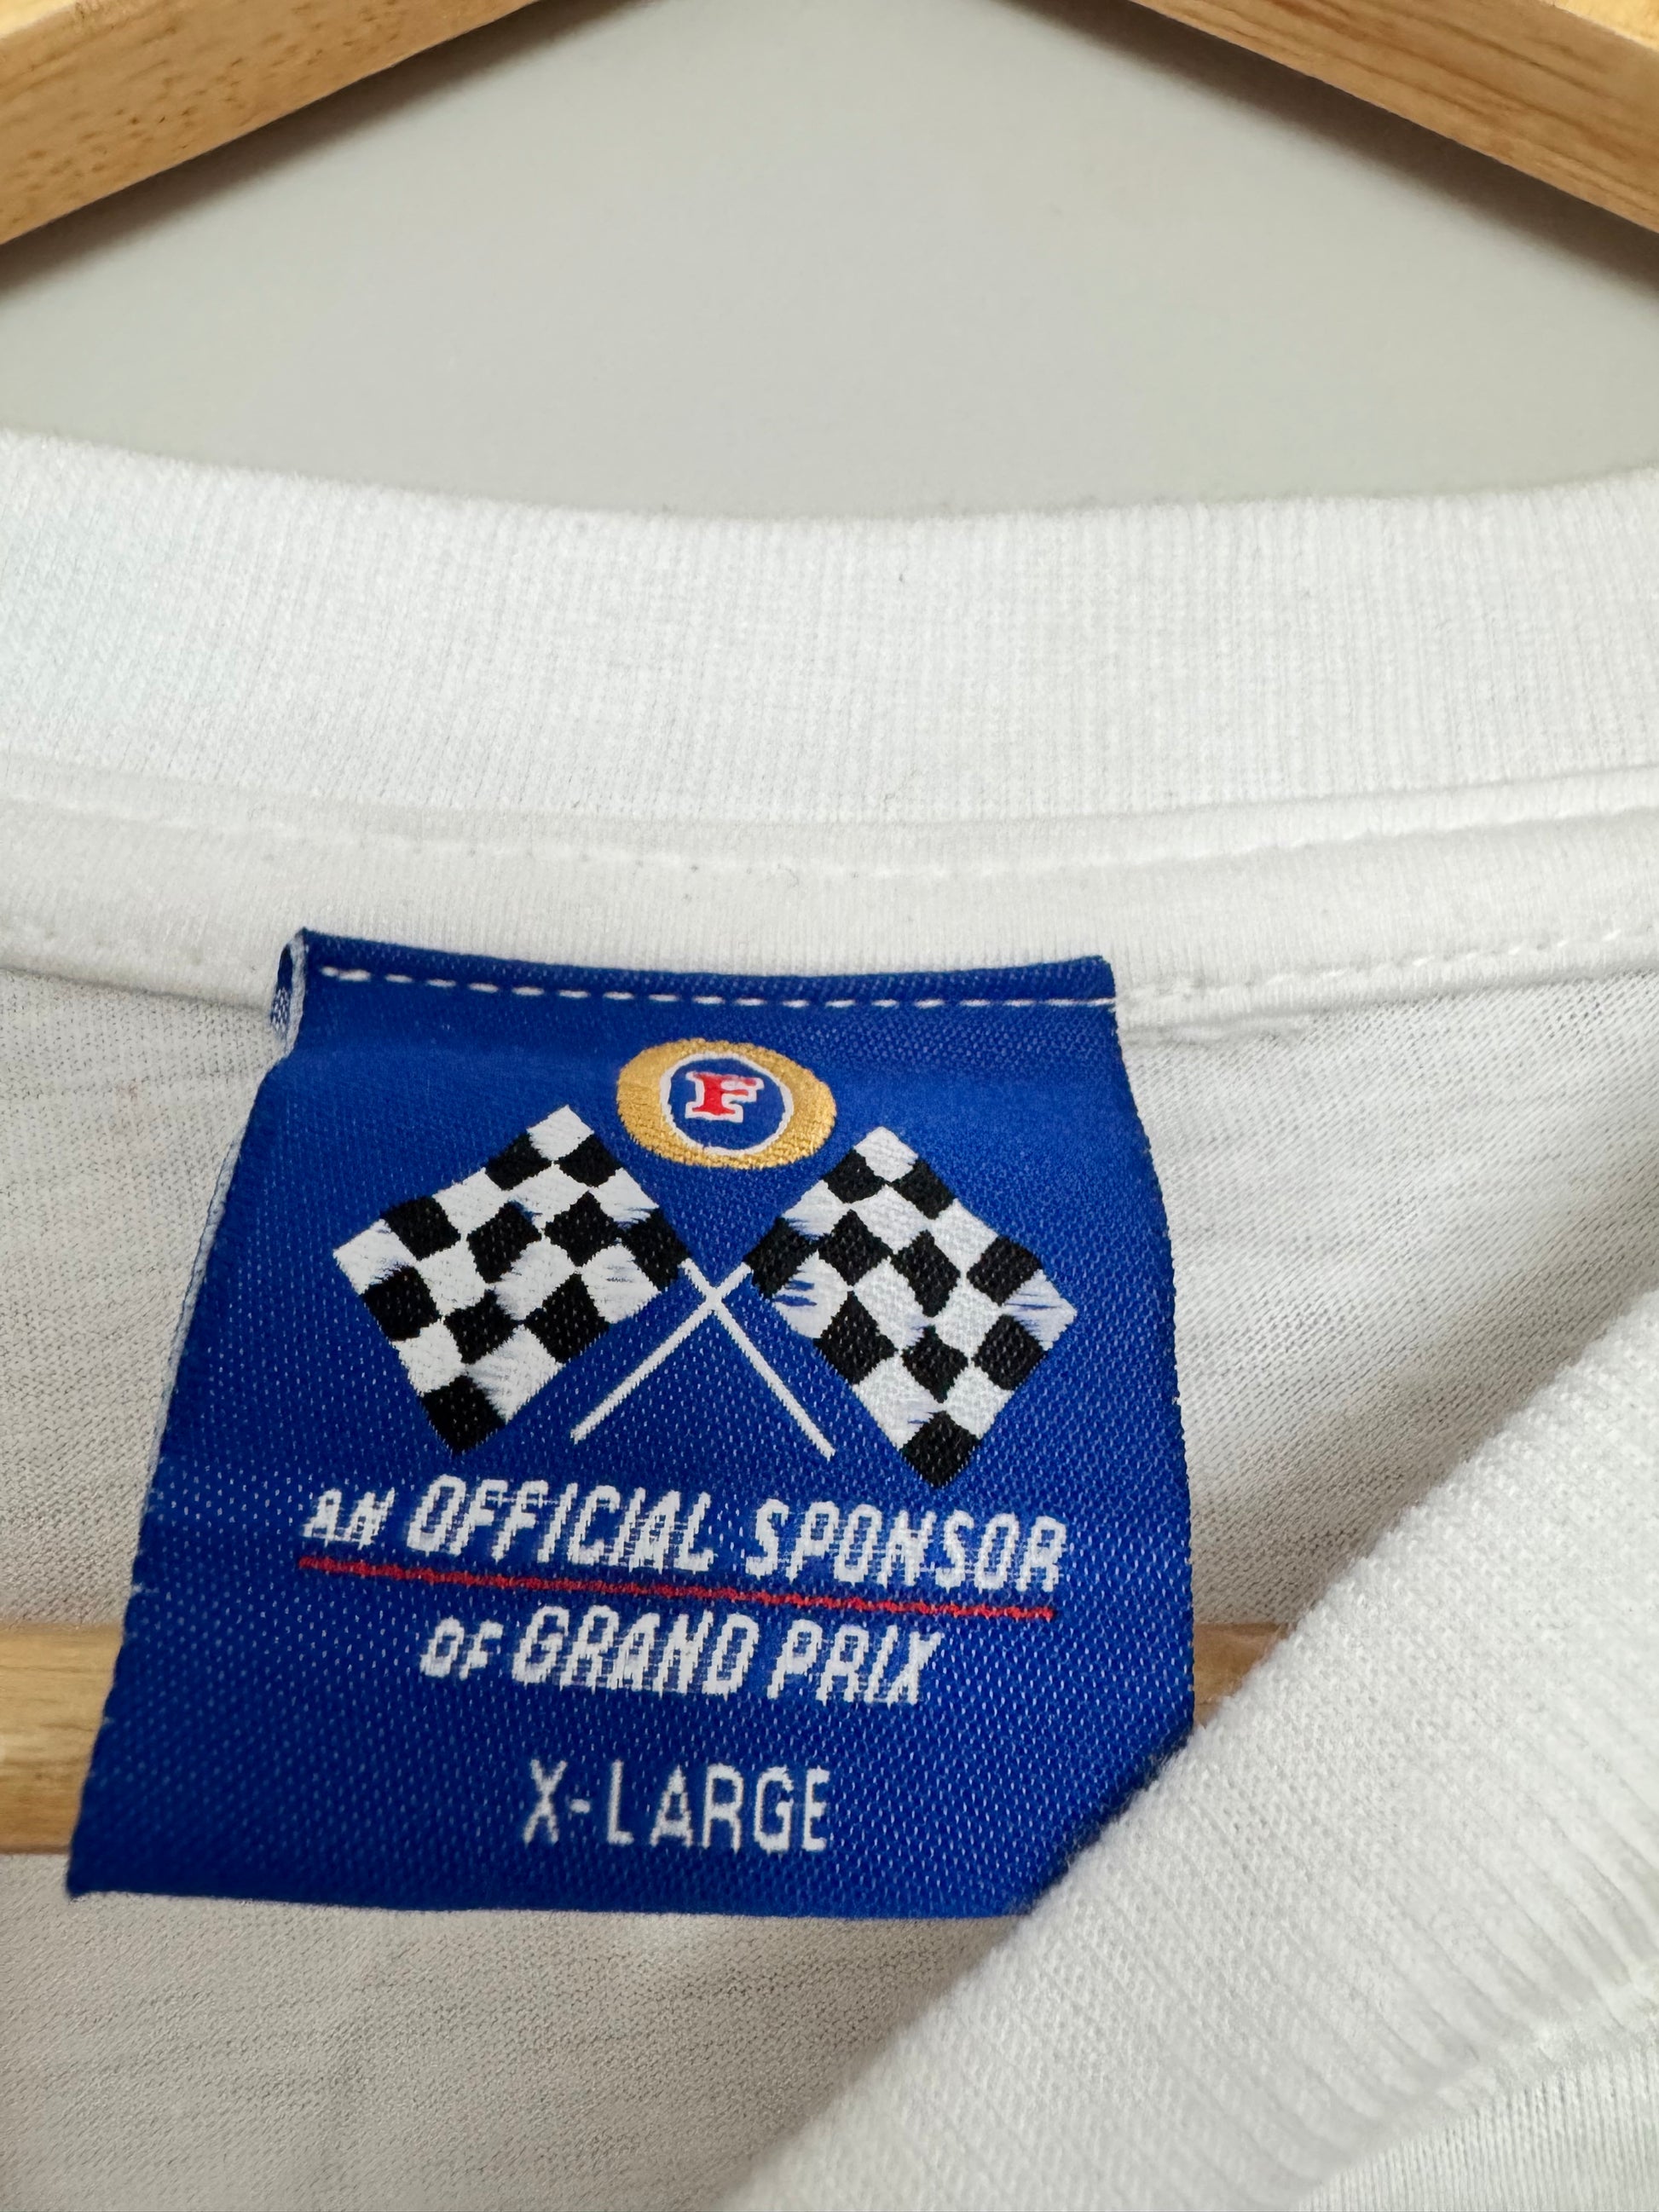 F
AN OFFICIAL SPONSOR
OF GRAND PRIX
X-LARGE